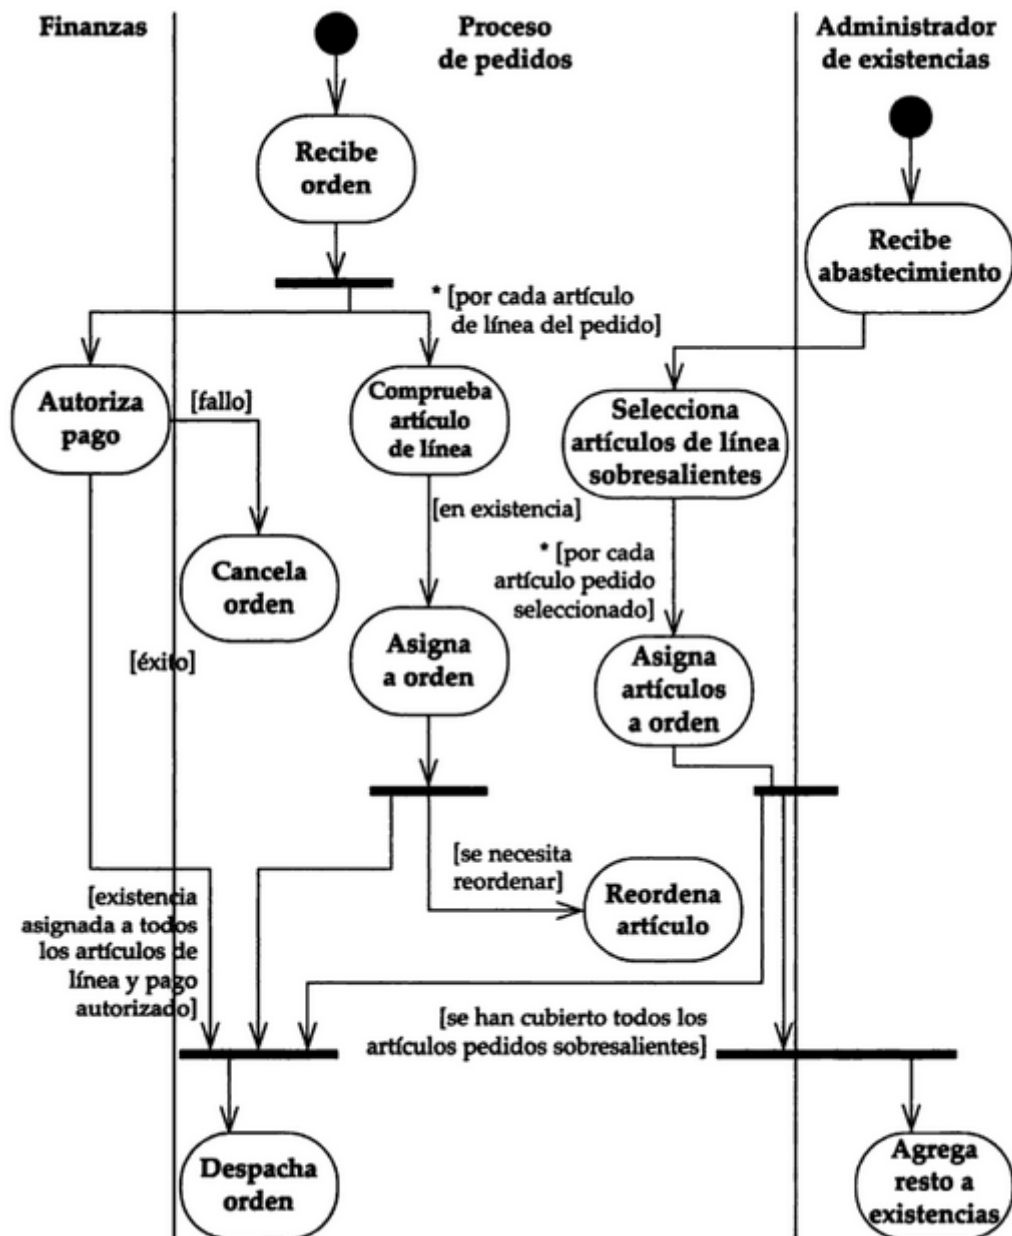 Finanzas
Proceso
de pedidos
Administrador
de existencias
Recibe
orden
Recibe
abastecimiento
* [por cada artículo
de línea del pedido]
Autoriza
pago
[fallo]
Comprueba
artículo
de línea
Selecciona
artículos de línea
sobresalientes
[en existencia]
* [por cada
artículo pedido
seleccionado]
Cancela
orden
[éxito]
Asigna
a orden
Asigna
artículos
a orden
[se necesita
reordenar]
Reordena
artículo
[existencia
asignada a todos
los artículos de
línea y pago
autorizado]
[se han cubierto todos los
artículos pedidos sobresalientes]
Despacha
orden
Agrega
resto a
existencias